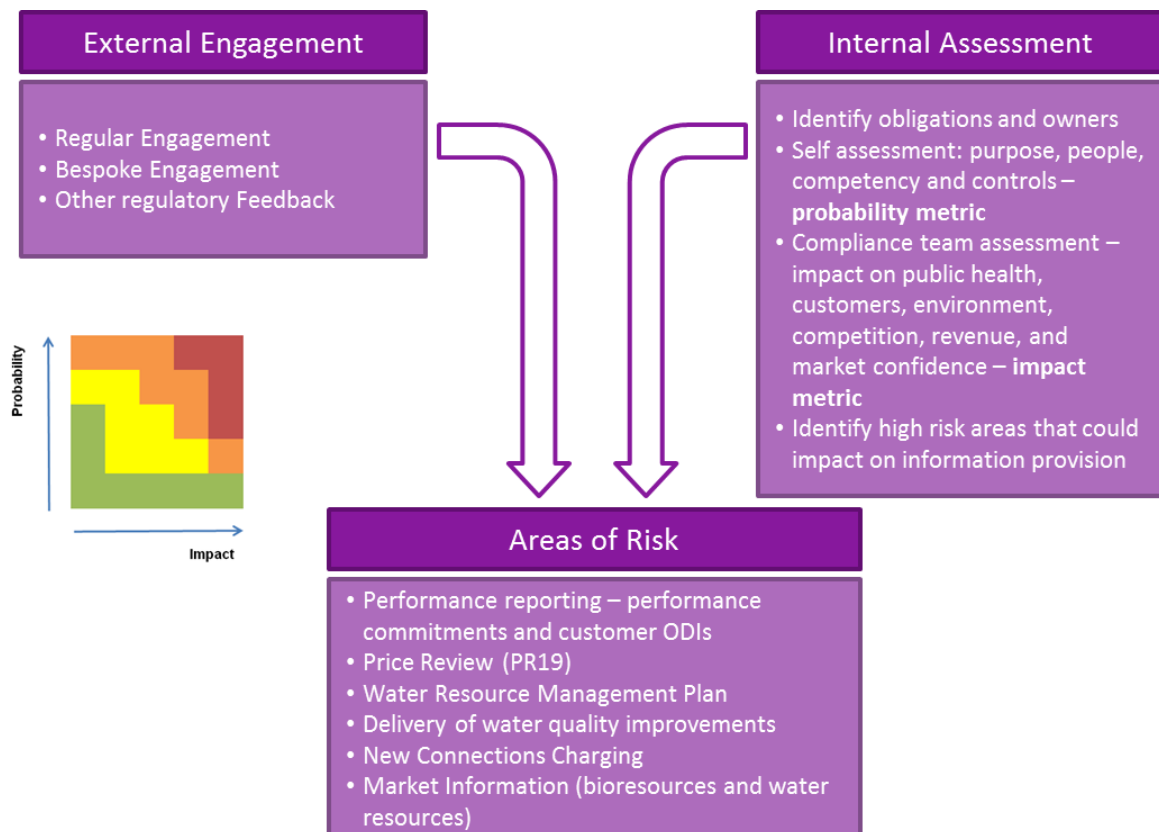 External Engagement
• Regular Engagement
• Bespoke Engagement
• Other regulatory Feedback
Internal Assessment
• Identify obligations and owners
• Self assessment: purpose, people,
competency and controls –
probability metric
• Compliance team assessment –
impact on public health,
customers, environment,
competition, revenue, and
market confidence – impact
metric
• Identify high risk areas that could
impact on information provision
Probability
Impact
Areas of Risk
• Performance reporting – performance
commitments and customer ODIs
• Price Review (PR19)
• Water Resource Management Plan
• Delivery of water quality improvements
• New Connections Charging
• Market Information (bioresources and water
resources)